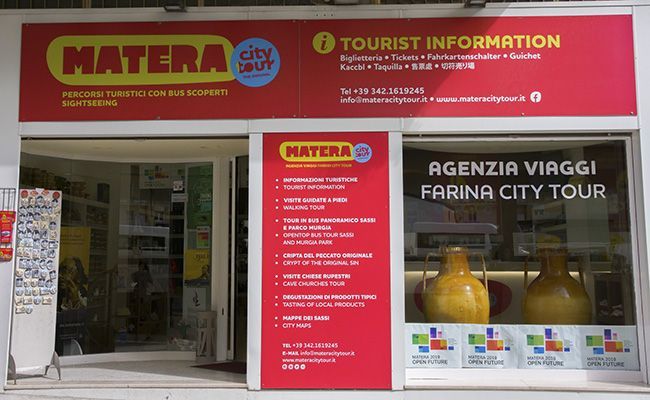 MATERA
city
tour
THE ORIGINAL
PERCORSI TURISTICI CON BUS SCOPERTI
SIGHTSEEING
i TOURIST INFORMATION
Biglietteria • Tickets • Fahrkartenschalter • Guichet
Kaccbl • Taquilla • 售票處 • 切符売り場
Tel +39 342.1619245
info@materacitytour.it • www.materacitytour.it
MATERA
city
tour
AGENZIA VIAGGI FARINA CITY TOUR
• INFORMAZIONI TURISTICHE
• TOURIST INFORMATION
• VISITE GUIDATE A PIEDI
• WALKING TOUR
• TOUR IN BUS PANORAMICO SASSI
E PARCO MURGIA
• OPENTOP BUS TOUR SASSI
AND MURGIA PARK
• CRIPTA DEL PECCATO ORIGINALE
• CRYPT OF THE ORIGINAL SIN
• VISITE CHIESE RUPESTRI
• CAVE CHURCHES TOUR
• DEGUSTAZIONI DI PRODOTTI TIPICI
• TASTING OF LOCAL PRODUCTS
• MAPPE DEI SASSI
• CITY MAPS
TEL +39 342.1619245
E-MAIL info@materacitytour.it
www.materacitytour.it
AGENZIA VIAGGI
FARINA CITY TOUR
MATERA 2019
OPEN FUTURE
MATERA 2019
OPEN FUTURE
MATERA 2019
OPEN FUTURE
MATERA 2019
OPEN FUTURE